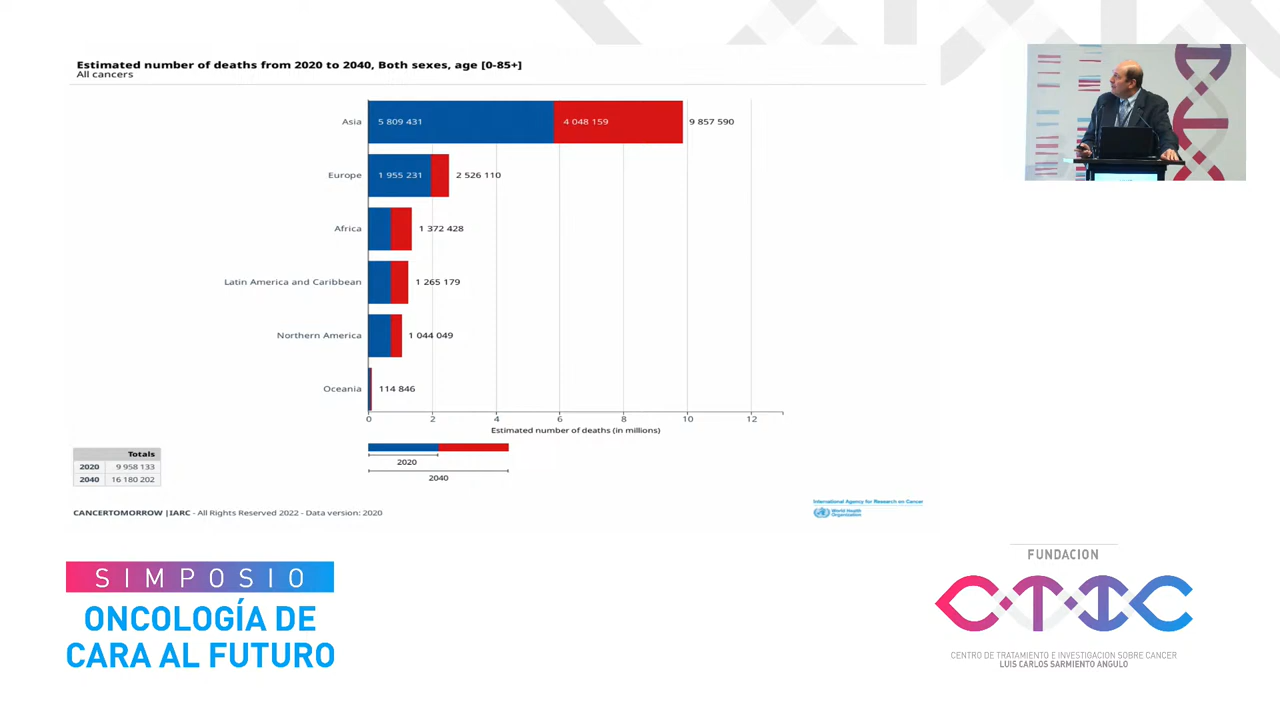 Estimated number of deaths from 2020 to 2040, Both sexes, age [0-85+]
All cancers
Asia 5 809 431 4 048 159 9 857 590
Europe 1 955 231 2 526 110
Africa 1 372 428
Latin America and Caribbean 1 265 179
Northern America 1 044 049
Oceania 114 846
0 2 4 6 8 10 12
Estimated number of deaths (in millions)
2020
2040
Totals
2020 9 958 133
2040 16 180 202
CANCERTOMORROW | IARC - All Rights Reserved 2022 - Data version: 2020
International Agency for Research on Cancer
World Health
Organization
SIMPOSIO
ONCOLOGÍA DE
CARA AL FUTURO
FUNDACION
CTIC
CENTRO DE TRATAMIENTO E INVESTIGACION SOBRE CANCER
LUIS CARLOS SARMIENTO ANGULO